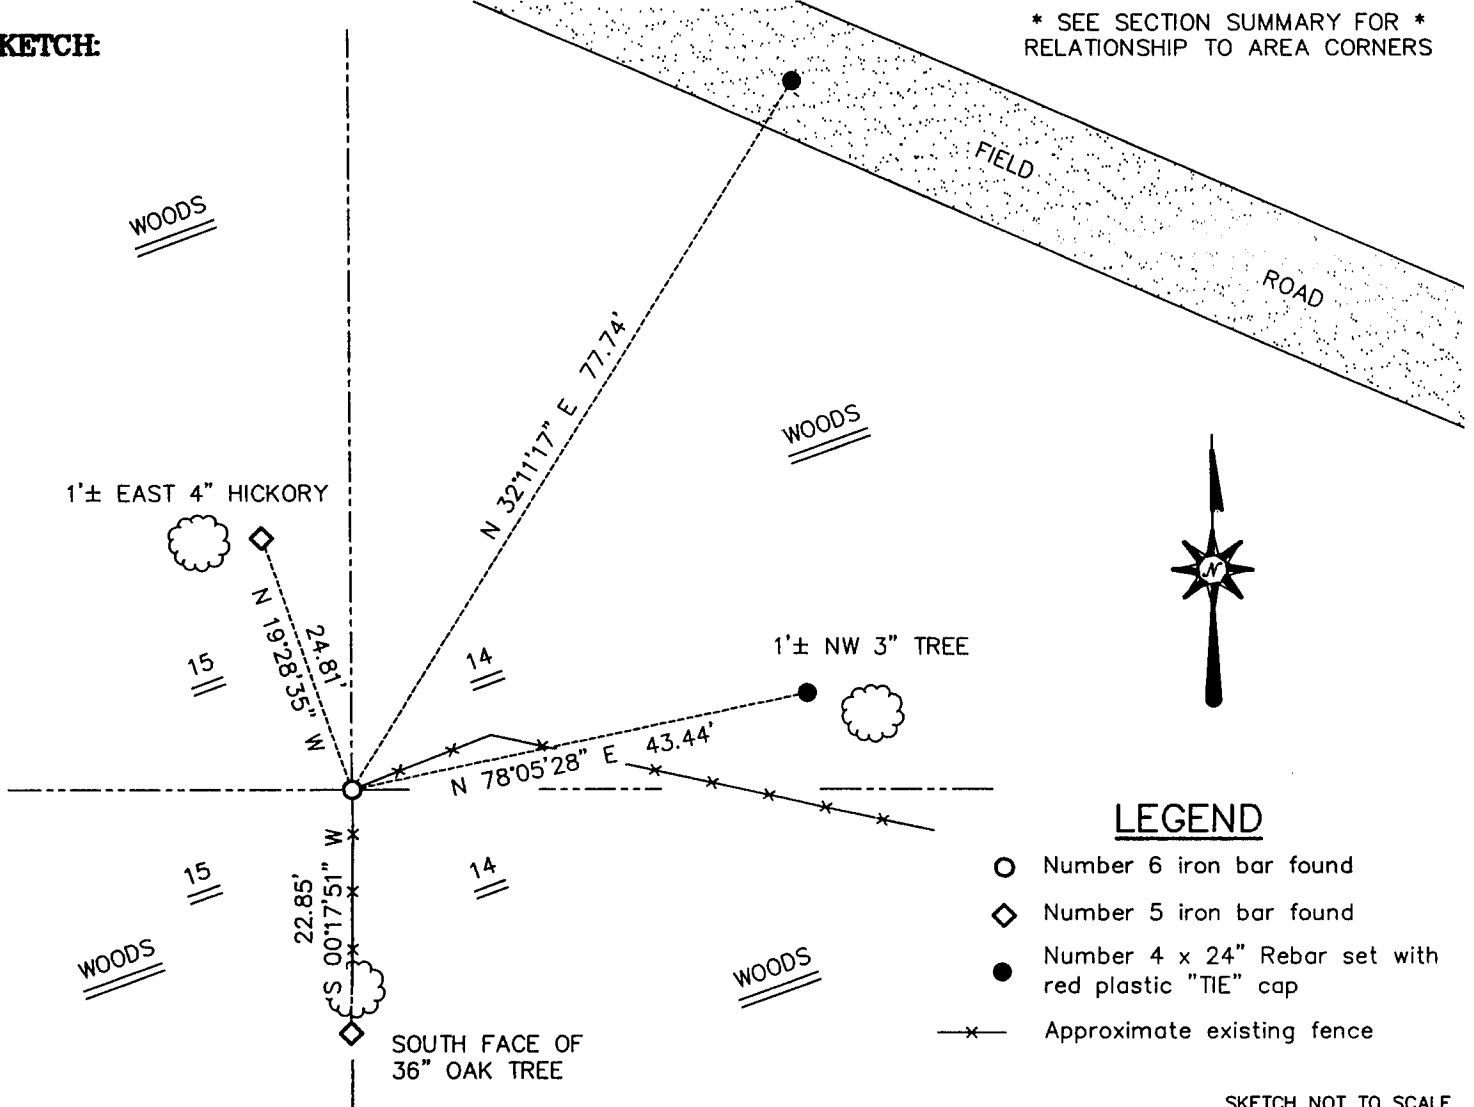 KETCH:
* SEE SECTION SUMMARY FOR *
RELATIONSHIP TO AREA CORNERS
FIELD
ROAD
WOODS
N 32°11'17" E 77.74'
WOODS
1'± EAST 4" HICKORY
N 19°28'35" W
24.81'
15
14
1'± NW 3" TREE
N 78°05'28" E 43.44'
N
15
14
22.85'
S 00°17'51" W
WOODS
WOODS
SOUTH FACE OF
36" OAK TREE
LEGEND
Number 6 iron bar found
Number 5 iron bar found
Number 4 x 24" Rebar set with
red plastic "TIE" cap
Approximate existing fence
SKETCH NOT TO SCALE